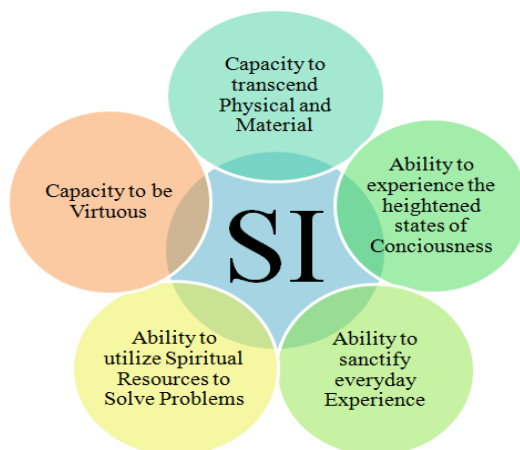 Capacity to
transcend
Physical and
Material
Ability to
experience the
heightened
states of
Conciousness
Ability to
sanctify
everyday
Experience
Ability to
utilize Spiritual
Resources to
Solve Problems
Capacity to be
Virtuous
SI